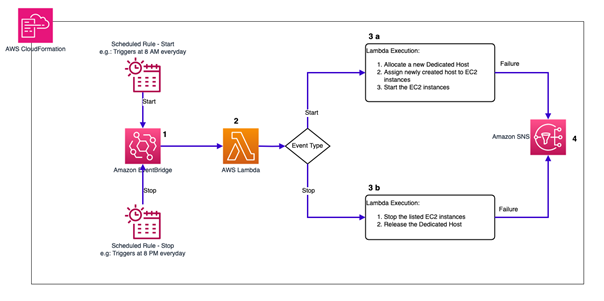 AWS CloudFormation
Scheduled Rule - Start
e.g.: Triggers at 8 AM everyday
Start
1
Amazon EventBridge
Stop
Scheduled Rule - Stop
e.g: Triggers at 8 PM everyday
2
AWS Lambda
Event Type
Start
Stop
3 a
Lambda Execution:
1. Allocate a new Dedicated Host
2. Assign newly created host to EC2
instances
3. Start the EC2 instances
Failure
3 b
Lambda Execution:
1. Stop the listed EC2 instances
2. Release the Dedicated Host
Failure
Amazon SNS
4